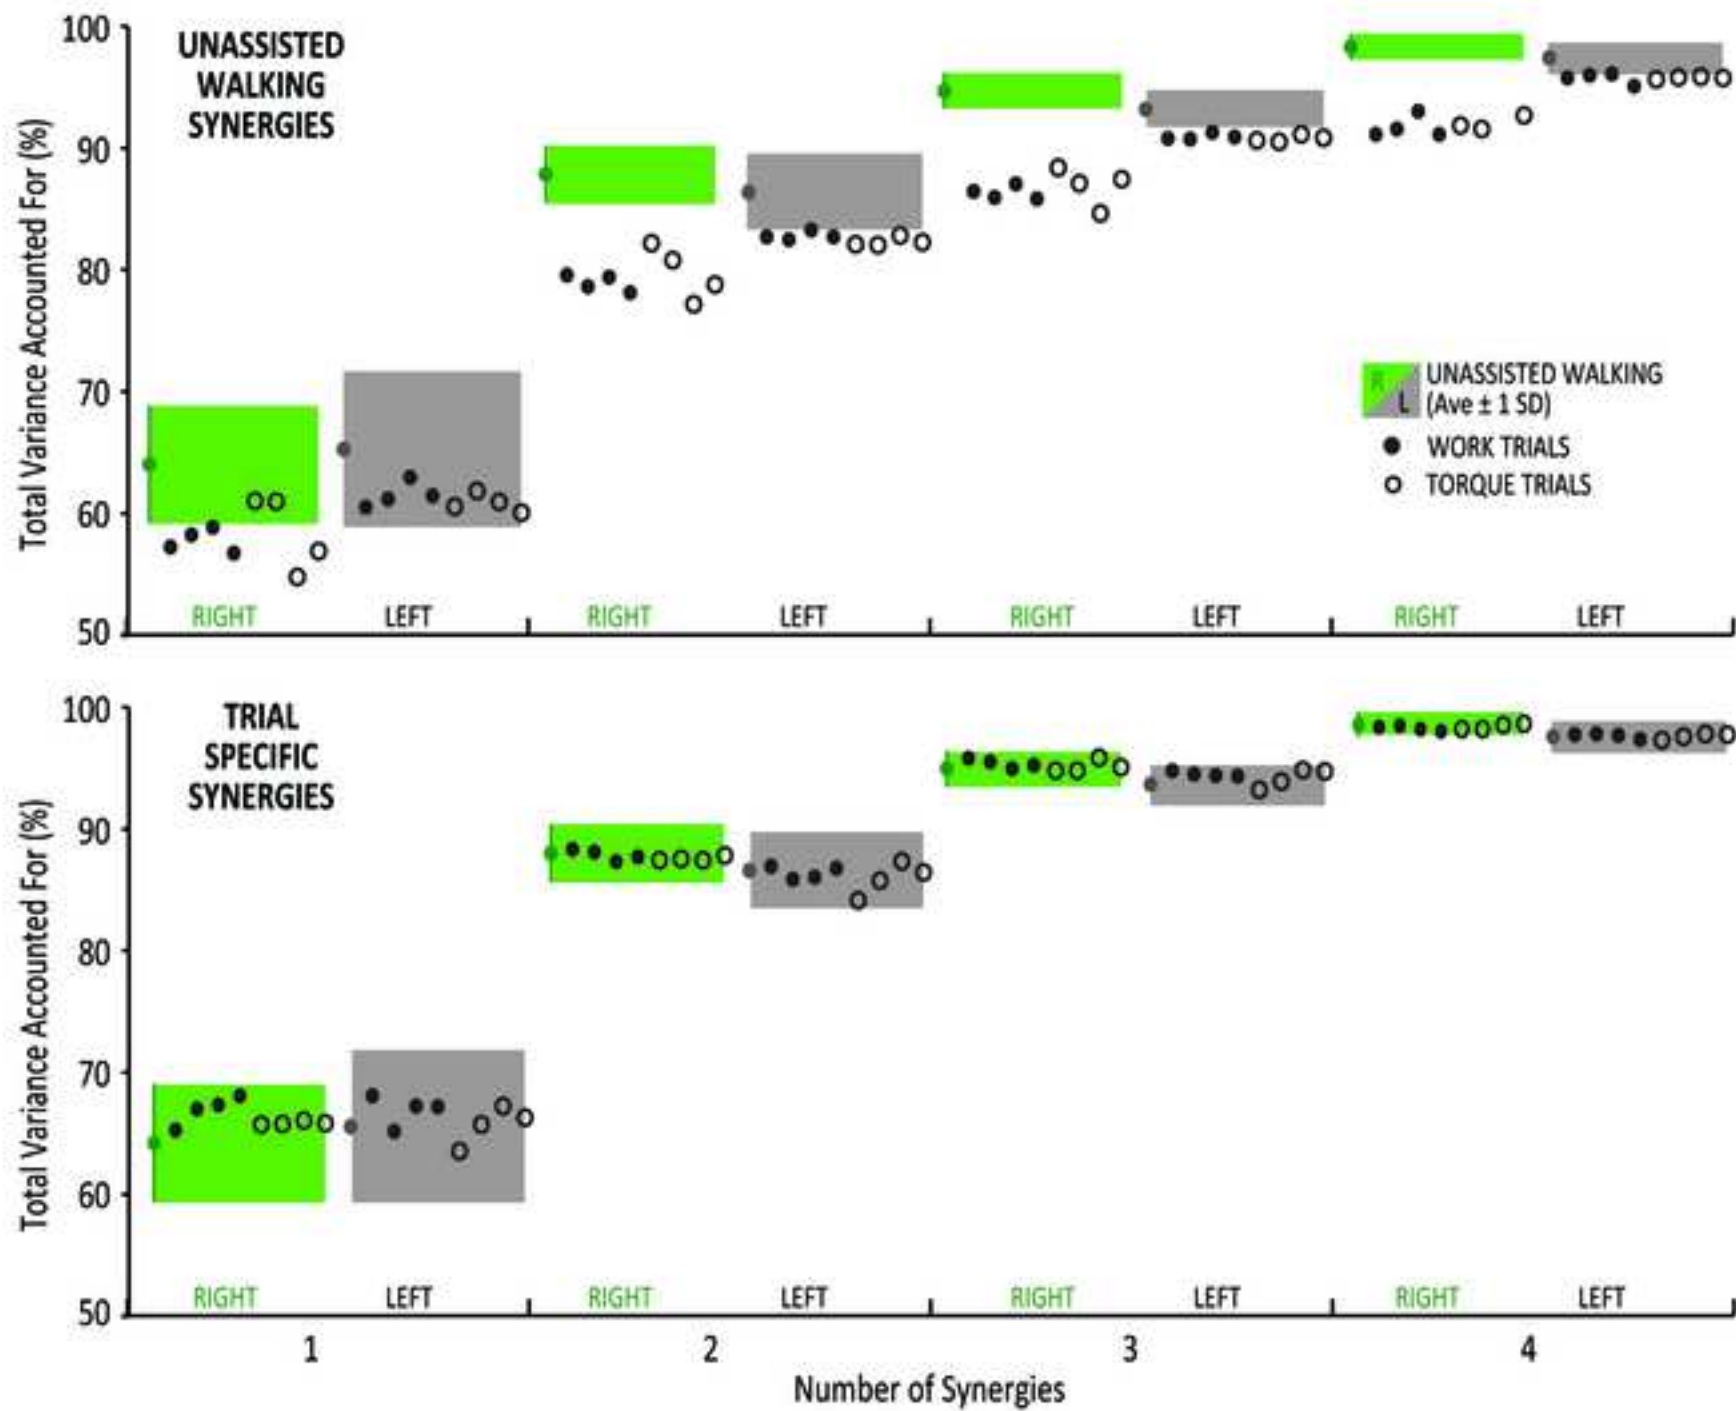 UNASSISTED
WALKING
SYNERGIES
Total Variance Accounted For (%)
100
90
80
70
60
50
R
L
UNASSISTED WALKING
(Ave ± 1 SD)
WORK TRIALS
TORQUE TRIALS
RIGHT LEFT RIGHT LEFT RIGHT LEFT RIGHT LEFT
TRIAL
SPECIFIC
SYNERGIES
Total Variance Accounted For (%)
100
90
80
70
60
50
RIGHT LEFT RIGHT LEFT RIGHT LEFT RIGHT LEFT
1 2 3 4
Number of Synergies